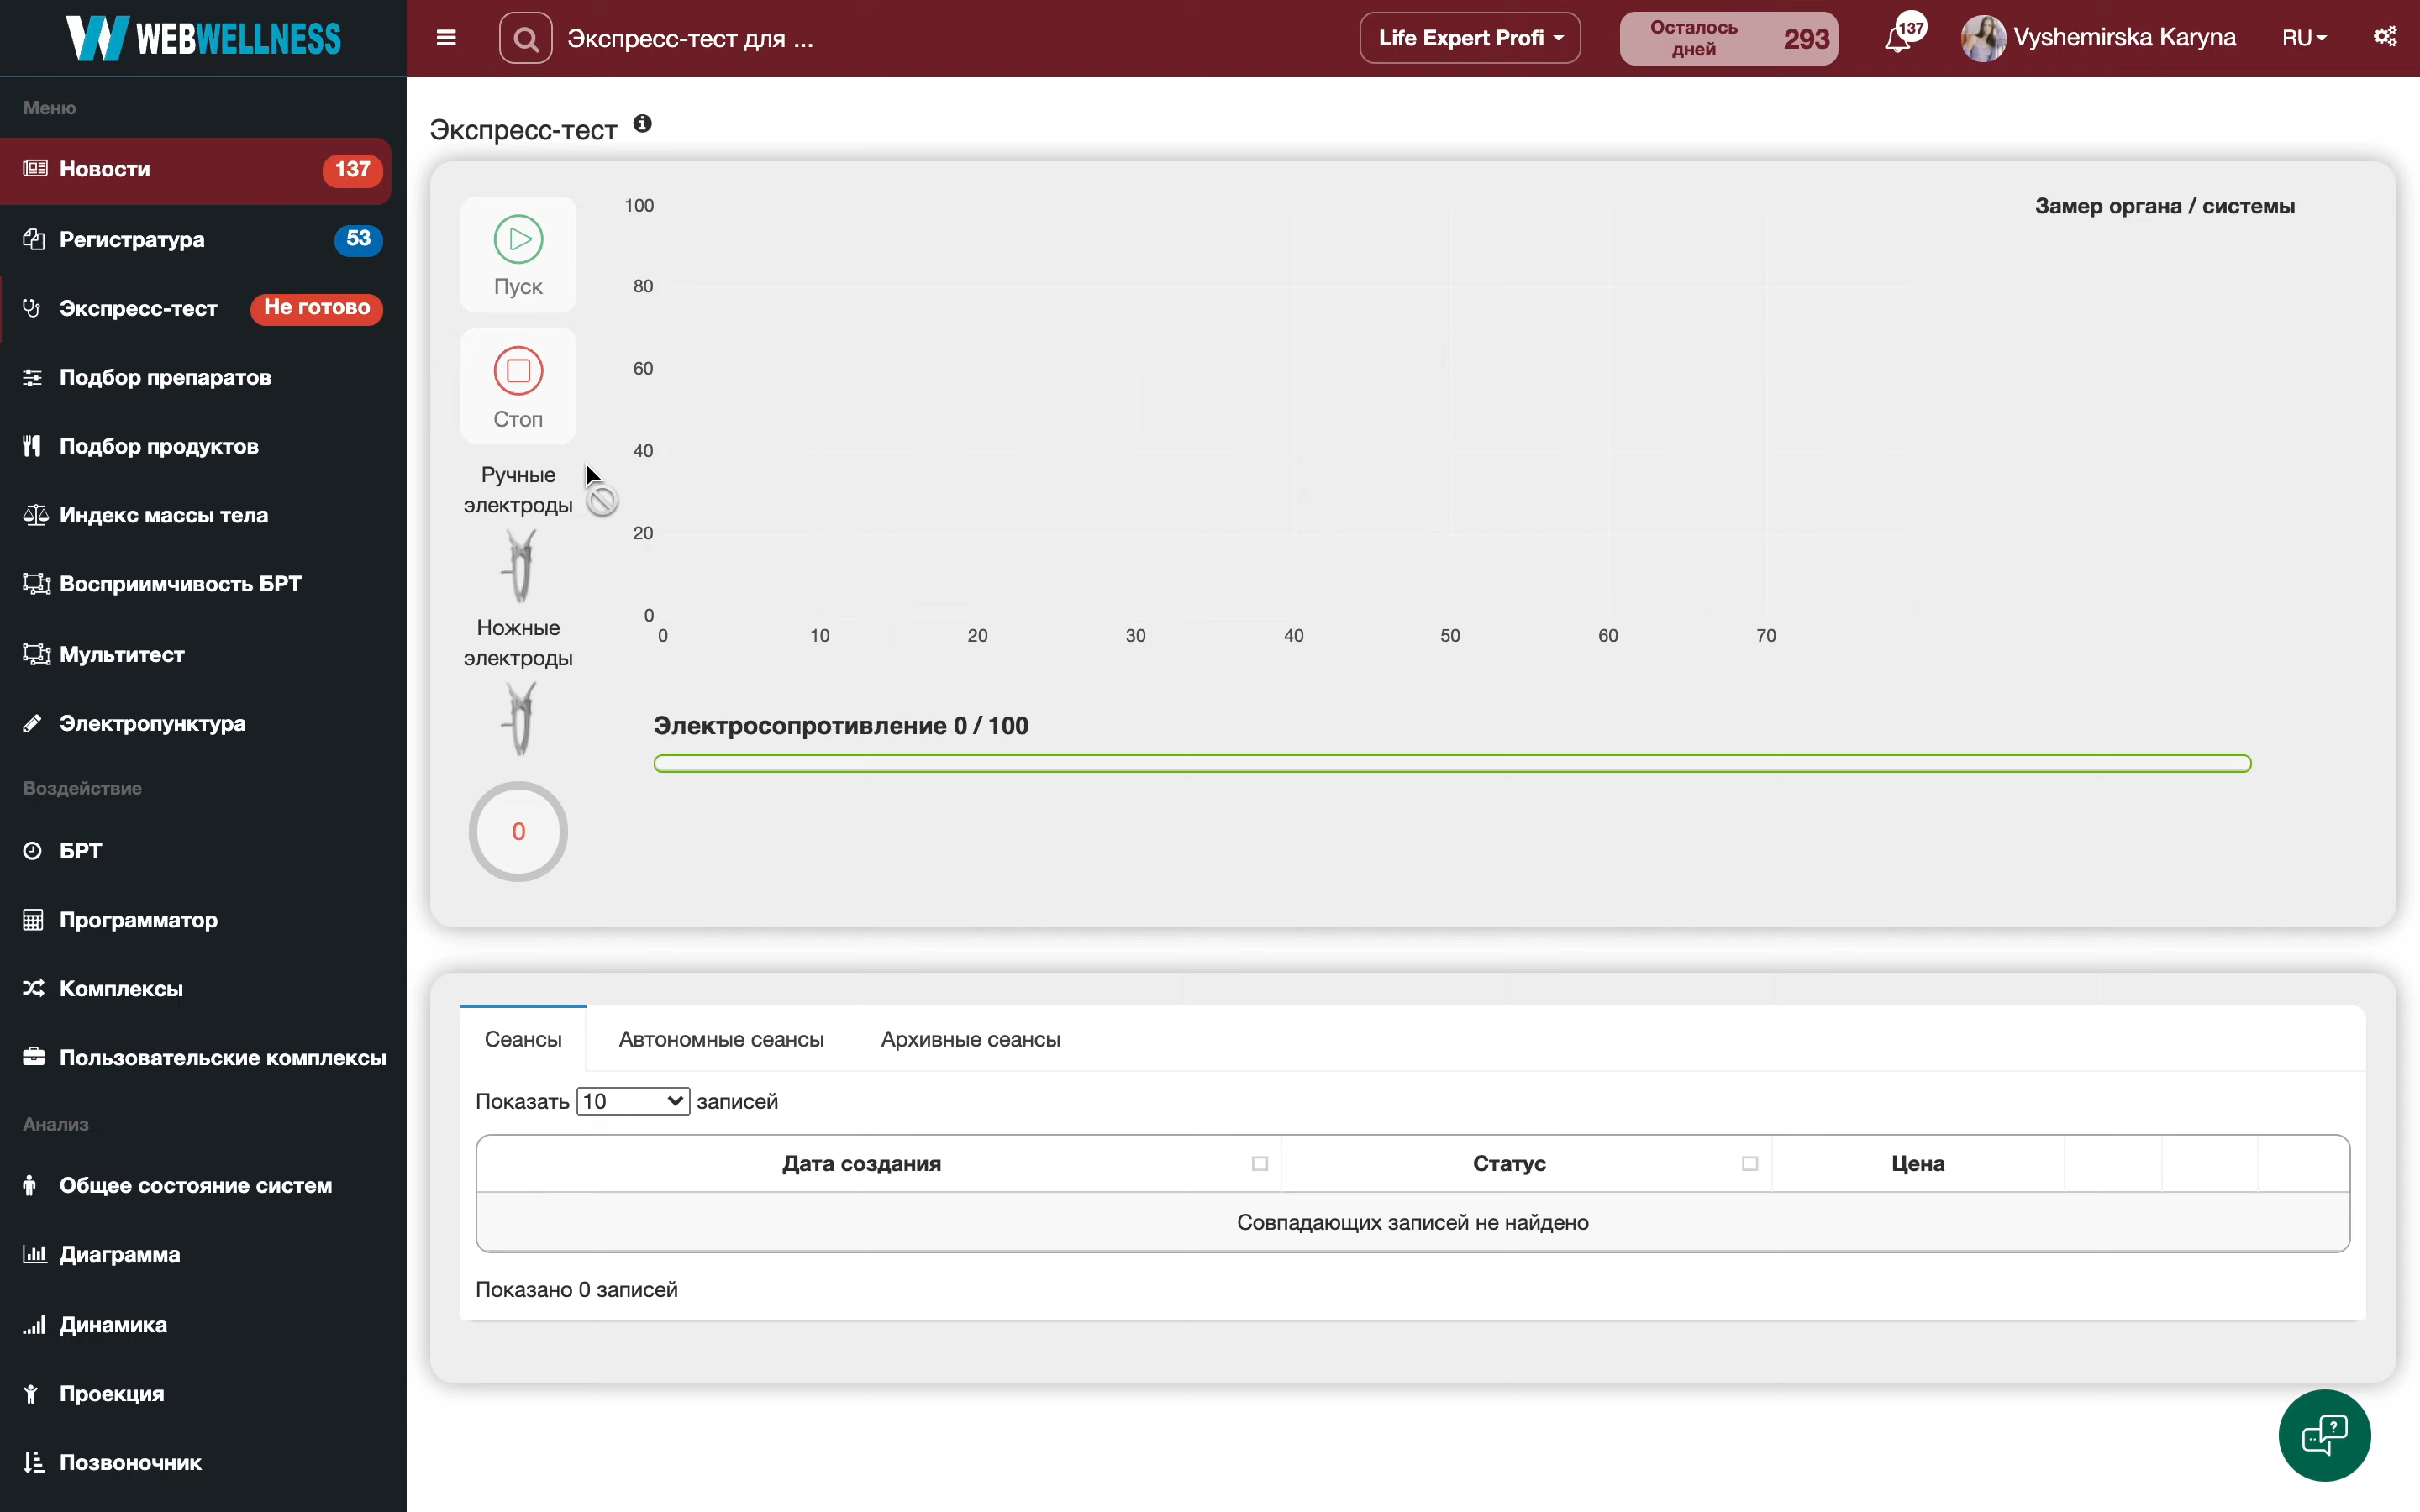 WEBWELLNESS
Экспресс-тест для ...
Life Expert Profi
Осталось
дней
293
137
Vyshemirska Karyna
RU
Меню
Новости
137
Регистратура
53
Экспресс-тест
Не готово
Подбор препаратов
Подбор продуктов
Индекс массы тела
Восприимчивость БРТ
Мультитест
Электропунктура
Воздействие
БРТ
Программатор
Комплексы
Пользовательские комплексы
Анализ
Общее состояние систем
Диаграмма
Динамика
Проекция
Позвоночник
Экспресс-тест
Пуск
Стоп
Ручные
электроды
Ножные
электроды
0
100
80
60
40
20
0
0 10 20 30 40 50 60 70
Замер органа / системы
Электросопротивление 0 / 100
Сеансы Автономные сеансы Архивные сеансы
Показать 10 записей
Дата создания Статус Цена
Совпадающих записей не найдено
Показано 0 записей